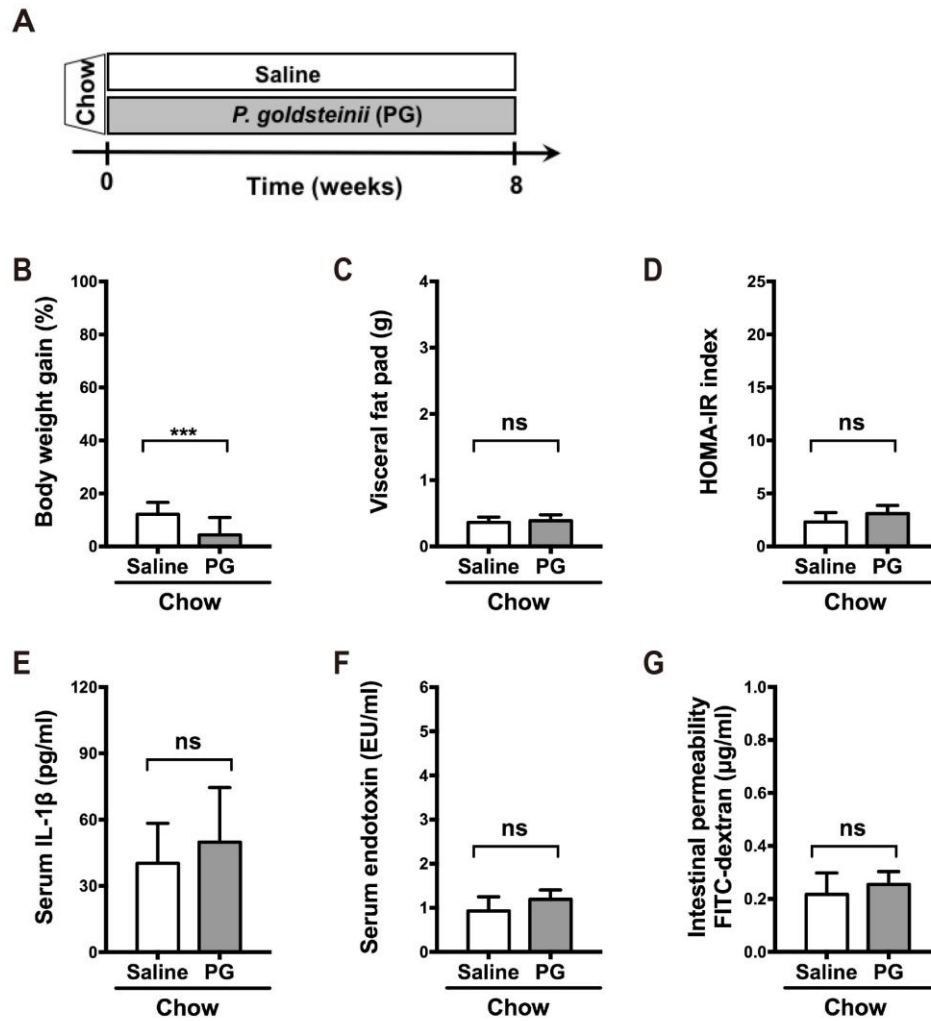 A
Chow
Saline
P. goldsteinii (PG)
0
Time (weeks)
8
B
Body weight gain (%)
100
80
60
40
20
0
***
Saline PG
Chow
C
Visceral fat pad (g)
4
3
2
1
0
ns
Saline PG
Chow
D
HOMA-IR index
25
20
15
10
5
0
ns
Saline PG
Chow
E
Serum IL-1β (pg/ml)
120
90
60
30
0
ns
Saline PG
Chow
F
Serum endotoxin (EU/ml)
6
5
4
3
2
1
0
ns
Saline PG
Chow
G
Intestinal permeability
FITC-dextran (μg/ml)
1.0
0.8
0.6
0.4
0.2
0.0
ns
Saline PG
Chow